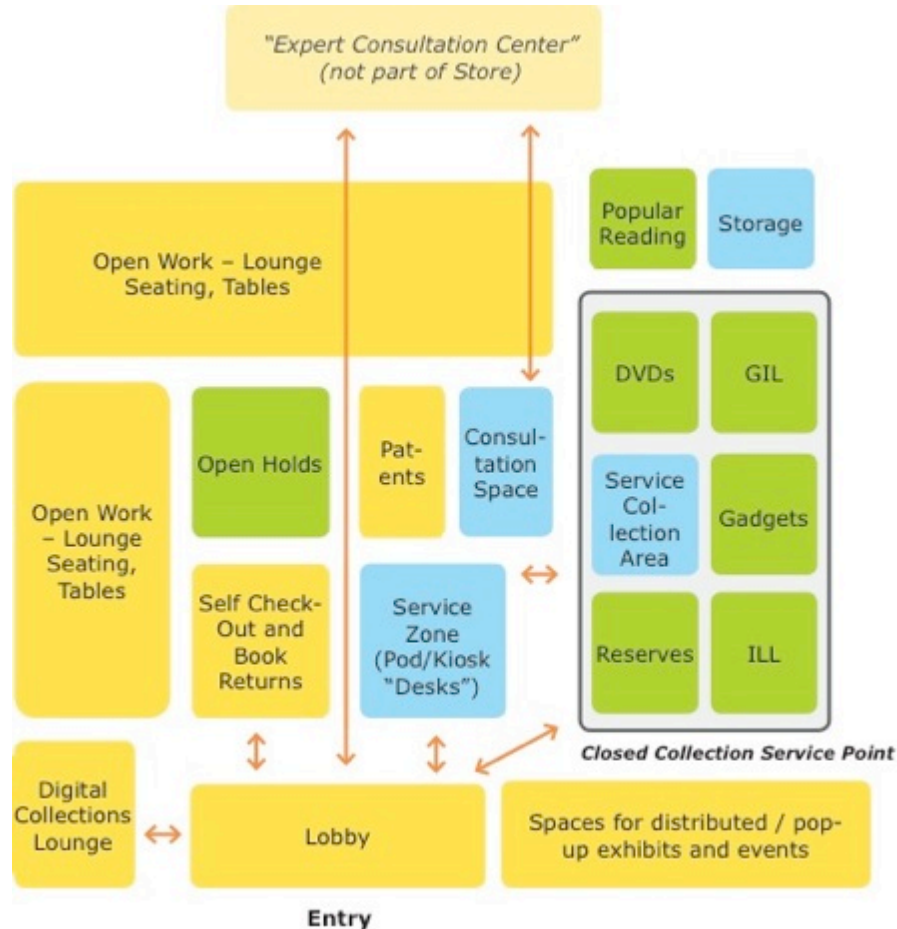 “Expert Consultation Center”
(not part of Store)
Open Work – Lounge
Seating, Tables
Popular
Reading
Storage
DVDs
GIL
Open Holds
Pat-
ents
Consul-
tation
Space
Open Work
– Lounge
Seating,
Tables
Service
Col-
lection
Area
Gadgets
Self Check-
Out and
Book
Returns
Service
Zone
(Pod/Kiosk
“Desks”)
Reserves
ILL
Closed Collection Service Point
Digital
Collections
Lounge
Lobby
Spaces for distributed / pop-
up exhibits and events
Entry